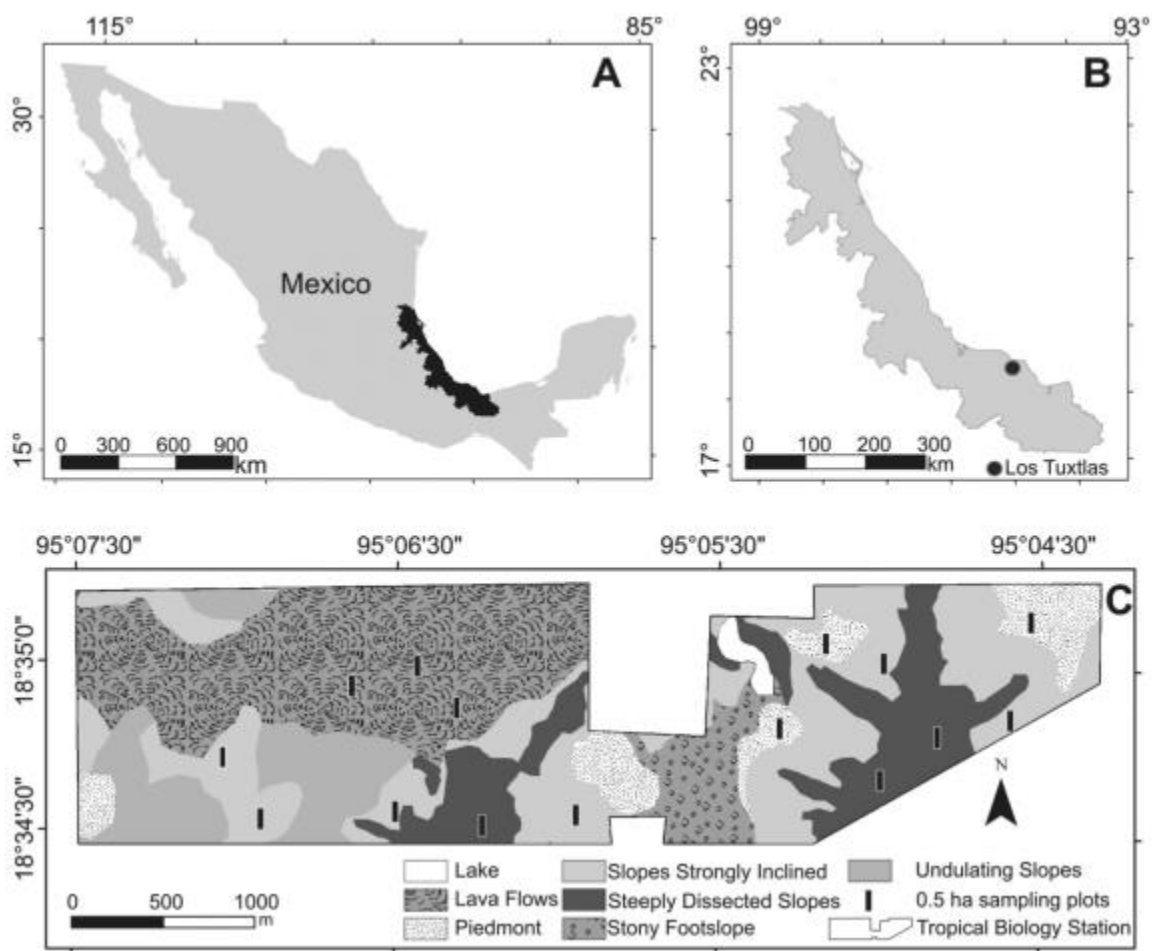 115° 85°
99° 93°
A
B
23°
30°
Mexico
15°
17°
0 300 600 900
km
0 100 200 300
km
Los Tuxtlas
95°07'30" 95°06'30" 95°05'30" 95°04'30"
C
18°35'0"
N
18°34'30"
Lake
Slopes Strongly Inclined
Undulating Slopes
Lava Flows
Steeply Dissected Slopes
0.5 ha sampling plots
Piedmont
Stony Footslope
Tropical Biology Station
0 500 1000
m